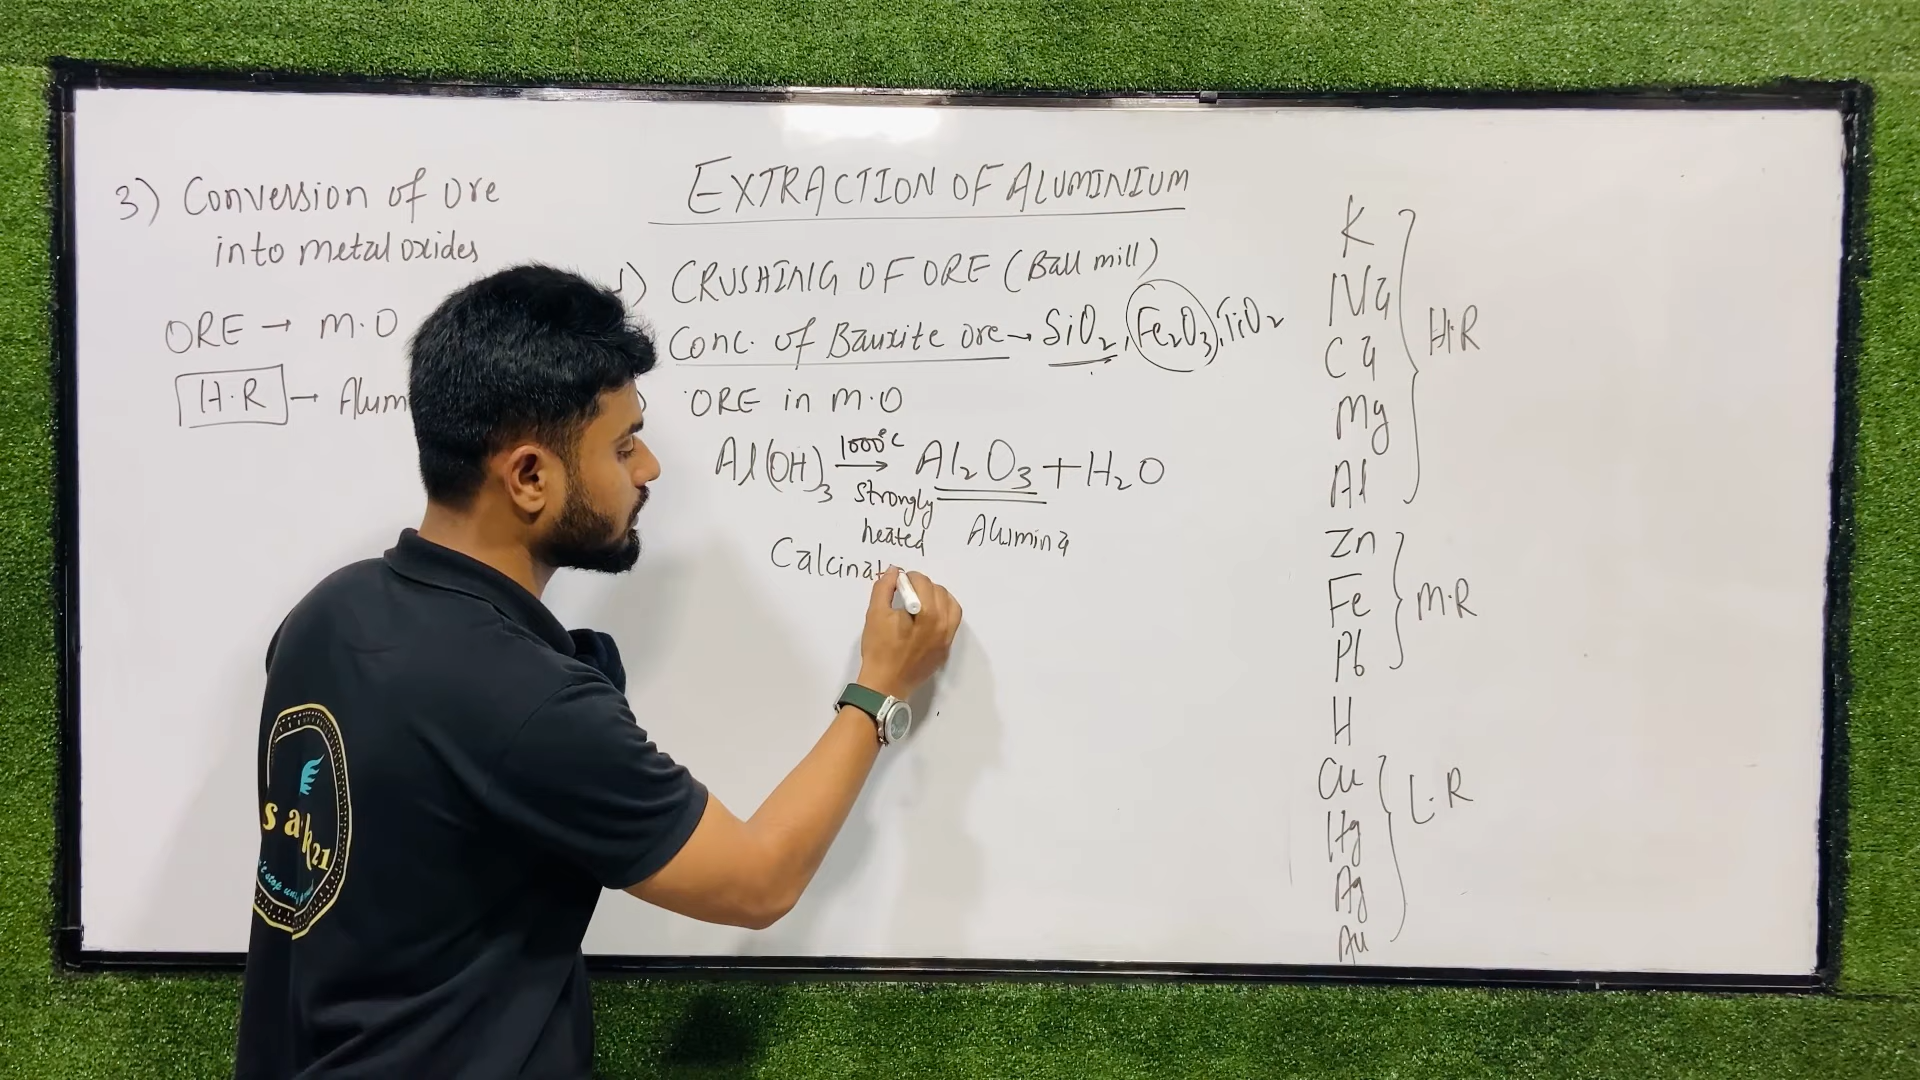 3) Conversion of ore
into metal oxides
ORE → M.O
H.R → Alum
EXTRACTION OF ALUMINIUM
1) CRUSHING OF ORE (Ball mill)
Conc. of Bauxite ore → SiO₂, Fe₂O₃, TiO₂
) ORE in M.O
Al(OH)₃ 1000°C → Al₂O₃ + H₂O
strongly
heated
Alumina
Calcinat
K
Na
Ca
Mg
Al
H.R
Zn
Fe
Pb
M.R
H
Cu
Hg
Ag
Au
L.R
21